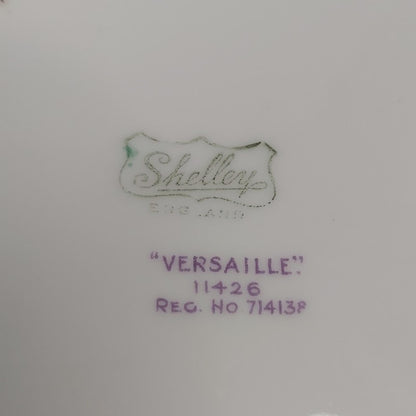 Shelley
ENGLAND
"VERSAILLE".
11426
REG. NO 714138